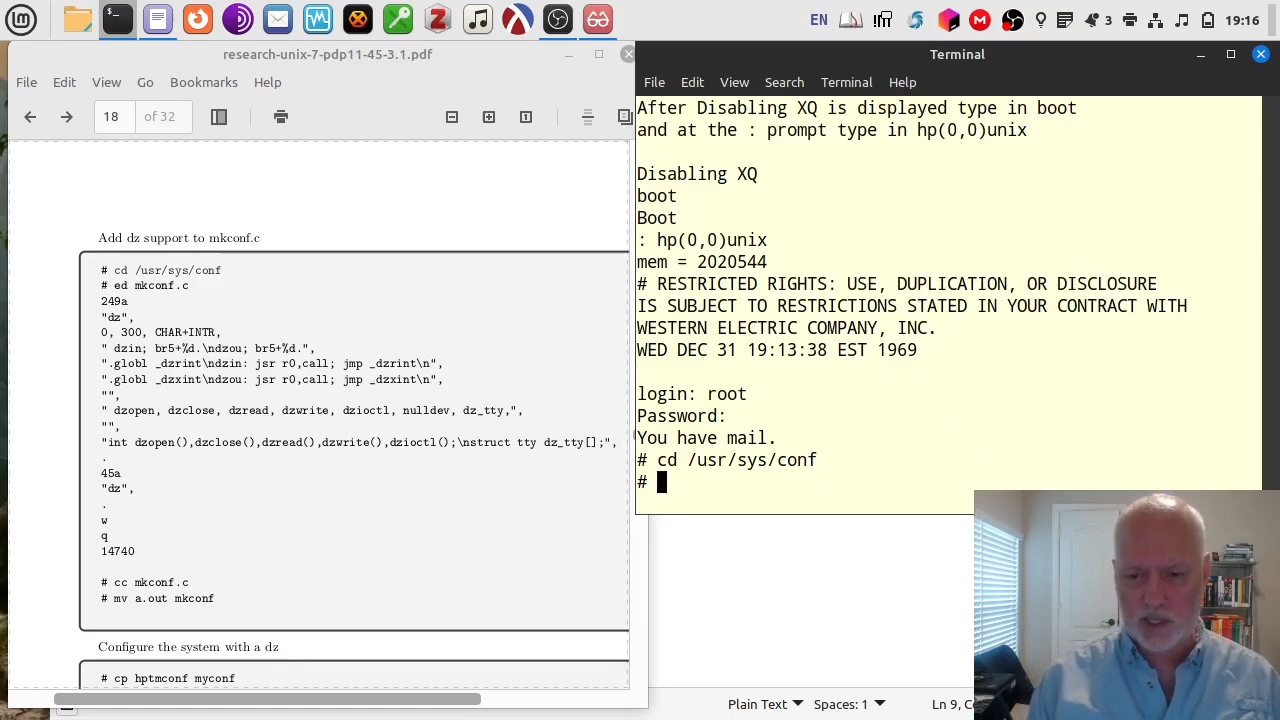 EN
3
19:16
research-unix-7-pdp11-45-3.1.pdf
File Edit View Go Bookmarks Help
18 of 32
Add dz support to mkconf.c
# cd /usr/sys/conf
# ed mkconf.c
249a
"dz",
0, 300, CHAR+INTR,
" dzin; br5+%d.\ndzou; br5+%d.",
".globl _dzrint\ndzin: jsr r0,call; jmp _dzrint\n",
".globl _dzxint\ndzou: jsr r0,call; jmp _dzxint\n",
"",
" dzopen, dzclose, dzread, dzwrite, dzioctl, nulldev, dz_tty,",
"",
"int dzopen(),dzclose(),dzread(),dzwrite(),dzioctl();\nstruct tty dz_tty[];",
.
45a
"dz",
.
w
q
14740
# cc mkconf.c
# mv a.out mkconf
Configure the system with a dz
# cp hptmconf myconf
Terminal
File Edit View Search Terminal Help
After Disabling XQ is displayed type in boot
and at the : prompt type in hp(0,0)unix
Disabling XQ
boot
Boot
: hp(0,0)unix
mem = 2020544
# RESTRICTED RIGHTS: USE, DUPLICATION, OR DISCLOSURE
IS SUBJECT TO RESTRICTIONS STATED IN YOUR CONTRACT WITH
WESTERN ELECTRIC COMPANY, INC.
WED DEC 31 19:13:38 EST 1969
login: root
Password:
You have mail.
# cd /usr/sys/conf
#
Plain Text Spaces: 1 Ln 9, C